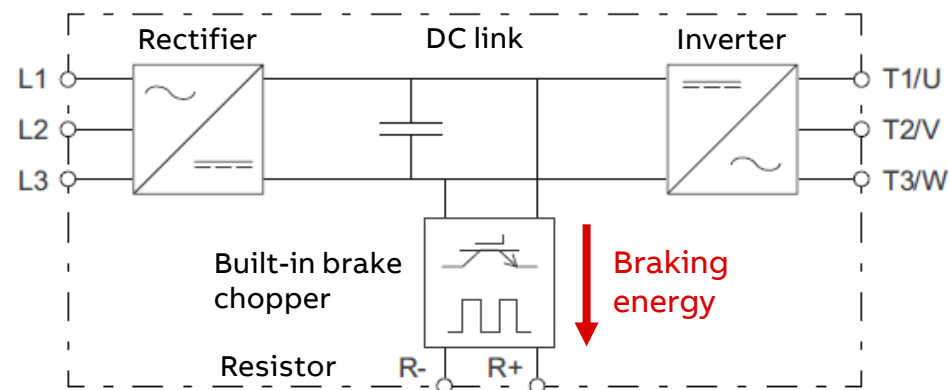 Rectifier
DC link
Inverter
L1
T1/U
L2
T2/V
L3
T3/W
Built-in brake
chopper
Braking
energy
Resistor
R-
R+